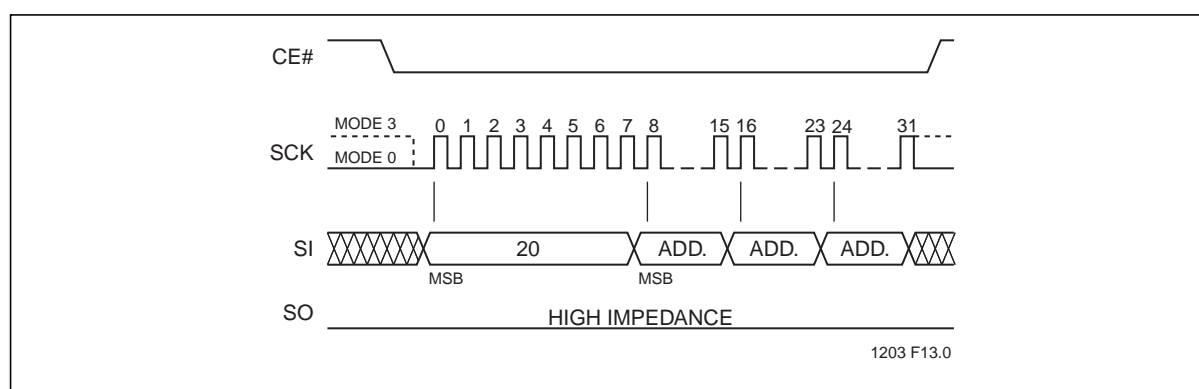 CE#
MODE 3
0 1 2 3 4 5 6 7 8 15 16 23 24 31
SCK
MODE 0
SI
20 ADD. ADD. ADD.
MSB MSB
SO
HIGH IMPEDANCE
1203 F13.0